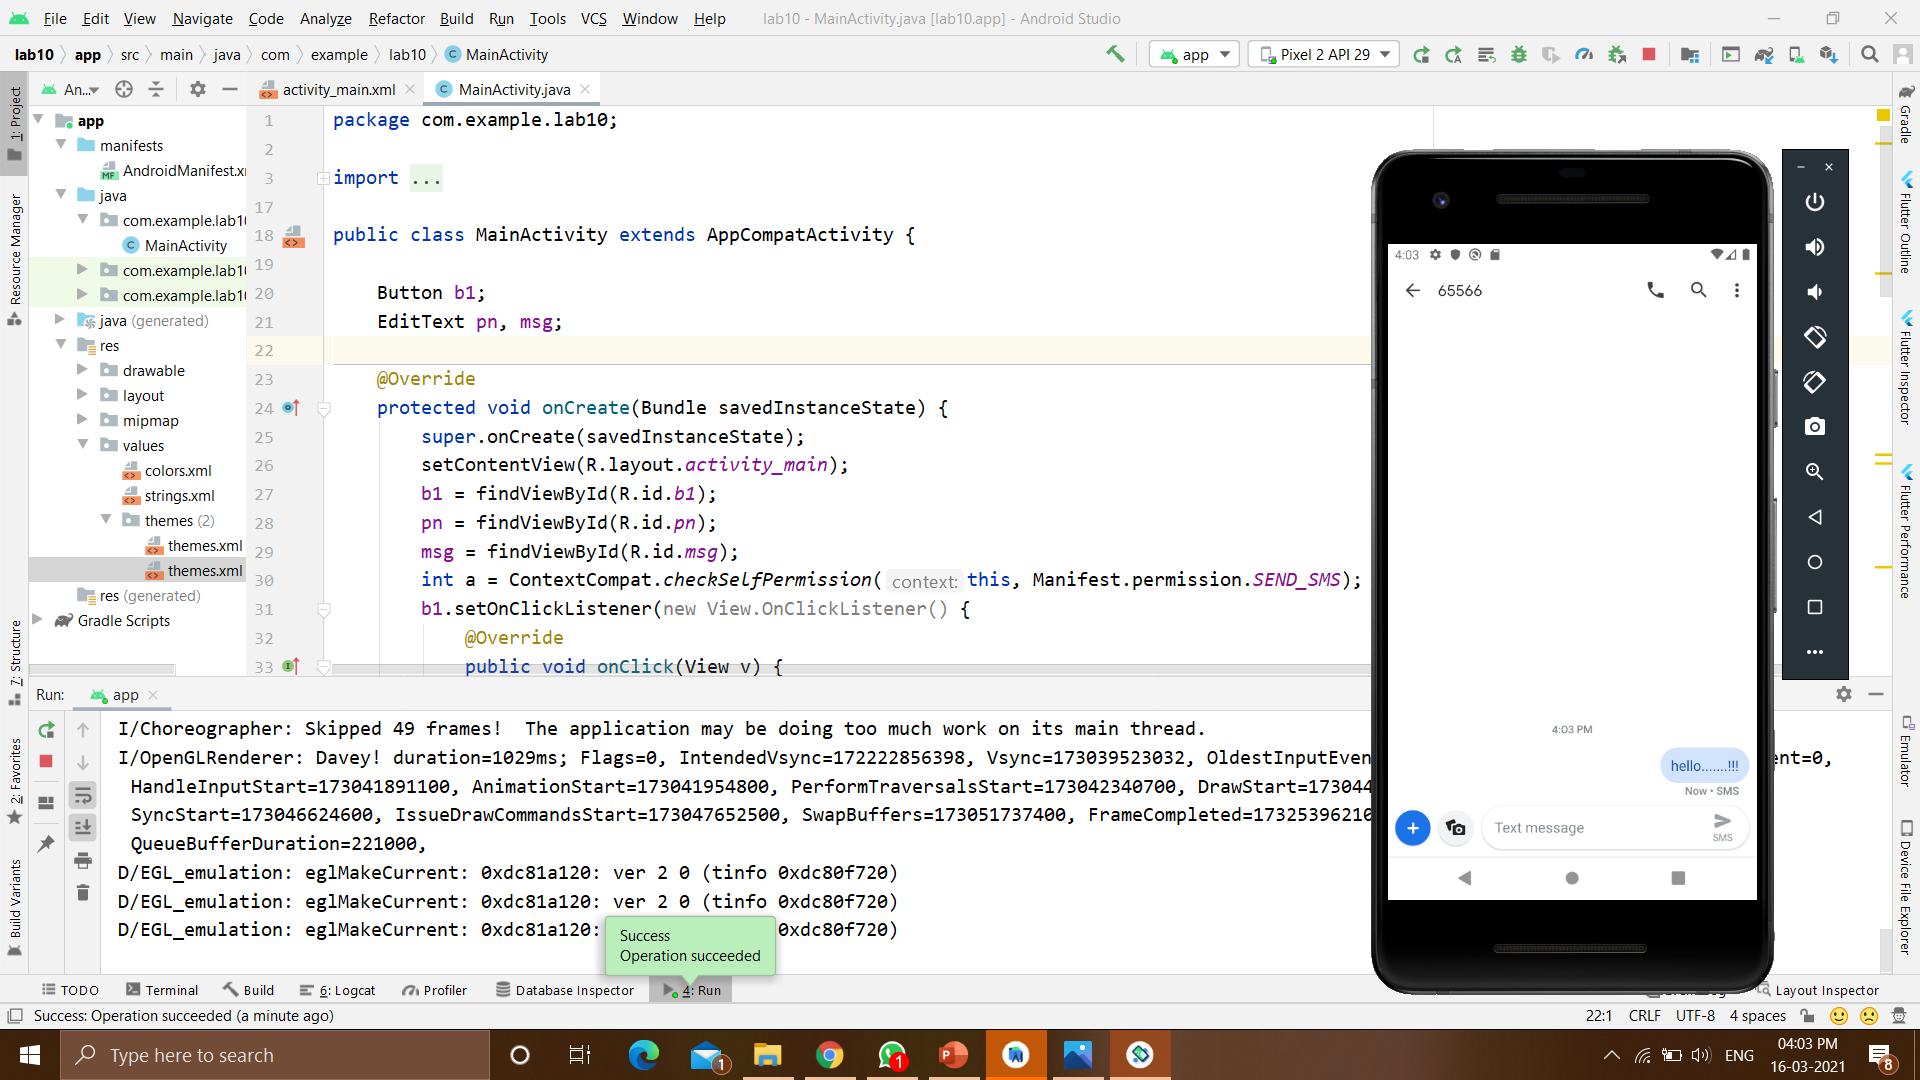 File Edit View Navigate Code Analyze Refactor Build Run Tools VCS Window Help lab10 - MainActivity.java [lab10.app] - Android Studio
lab10 app src main java com example lab10 MainActivity app Pixel 2 API 29
An... activity_main.xml MainActivity.java
1: Project
Resource Manager
7: Structure
2: Favorites
Build Variants
app
manifests
AndroidManifest.x
java
com.example.lab1
MainActivity
com.example.lab1
com.example.lab1
java (generated)
res
drawable
layout
mipmap
values
colors.xml
strings.xml
themes (2)
themes.xml
themes.xml
res (generated)
Gradle Scripts
1 package com.example.lab10;
2
3 import ...
17
18 public class MainActivity extends AppCompatActivity {
19
20 Button b1;
21 EditText pn, msg;
22
23 @Override
24 protected void onCreate(Bundle savedInstanceState) {
25 super.onCreate(savedInstanceState);
26 setContentView(R.layout.activity_main);
27 b1 = findViewById(R.id.b1);
28 pn = findViewById(R.id.pn);
29 msg = findViewById(R.id.msg);
30 int a = ContextCompat.checkSelfPermission( context: this, Manifest.permission.SEND_SMS);
31 b1.setOnClickListener(new View.OnClickListener() {
32 @Override
33 public void onClick(View v) {
4:03
65566
4:03 PM
hello.......!!!
Now • SMS
Text message
SMS
Gradle
Flutter Outline
Flutter Inspector
Flutter Performance
Emulator
Device File Explorer
Run: app
I/Choreographer: Skipped 49 frames! The application may be doing too much work on its main thread.
I/OpenGLRenderer: Davey! duration=1029ms; Flags=0, IntendedVsync=172222856398, Vsync=173039523032, OldestInputEven nt=0,
HandleInputStart=173041891100, AnimationStart=173041954800, PerformTraversalsStart=173042340700, DrawStart=173044
SyncStart=173046624600, IssueDrawCommandsStart=173047652500, SwapBuffers=173051737400, FrameCompleted=17325396210
QueueBufferDuration=221000,
D/EGL_emulation: eglMakeCurrent: 0xdc81a120: ver 2 0 (tinfo 0xdc80f720)
D/EGL_emulation: eglMakeCurrent: 0xdc81a120: ver 2 0 (tinfo 0xdc80f720)
D/EGL_emulation: eglMakeCurrent: 0xdc81a120: 0xdc80f720)
Success
Operation succeeded
TODO Terminal Build 6: Logcat Profiler Database Inspector 4: Run Layout Inspector
Success: Operation succeeded (a minute ago) 22:1 CRLF UTF-8 4 spaces
Type here to search 1 1 ENG 04:03 PM
16-03-2021 8